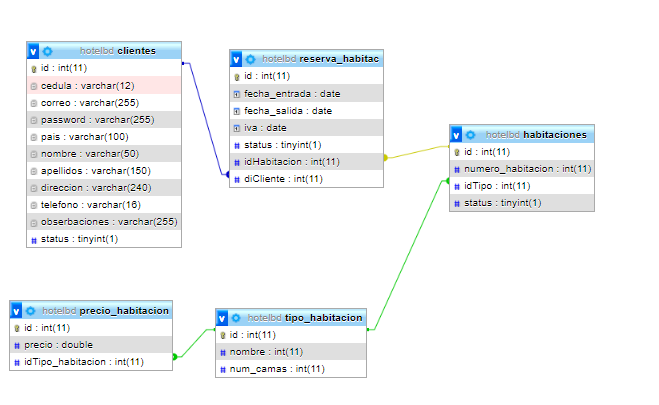 hotelbd clientes
id : int(11)
cedula : varchar(12)
correo : varchar(255)
password : varchar(255)
pais : varchar(100)
nombre : varchar(50)
apellidos : varchar(150)
direccion : varchar(240)
telefono : varchar(16)
obserbaciones : varchar(255)
status : tinyint(1)
hotelbd reserva_habitac
id : int(11)
fecha_entrada : date
fecha_salida : date
iva : date
status : tinyint(1)
idHabitacion : int(11)
diCliente : int(11)
hotelbd habitaciones
id : int(11)
numero_habitacion : int(11)
idTipo : int(11)
status : tinyint(1)
hotelbd precio_habitacion
id : int(11)
precio : double
idTipo_habitacion : int(11)
hotelbd tipo_habitacion
id : int(11)
nombre : int(11)
num_camas : int(11)